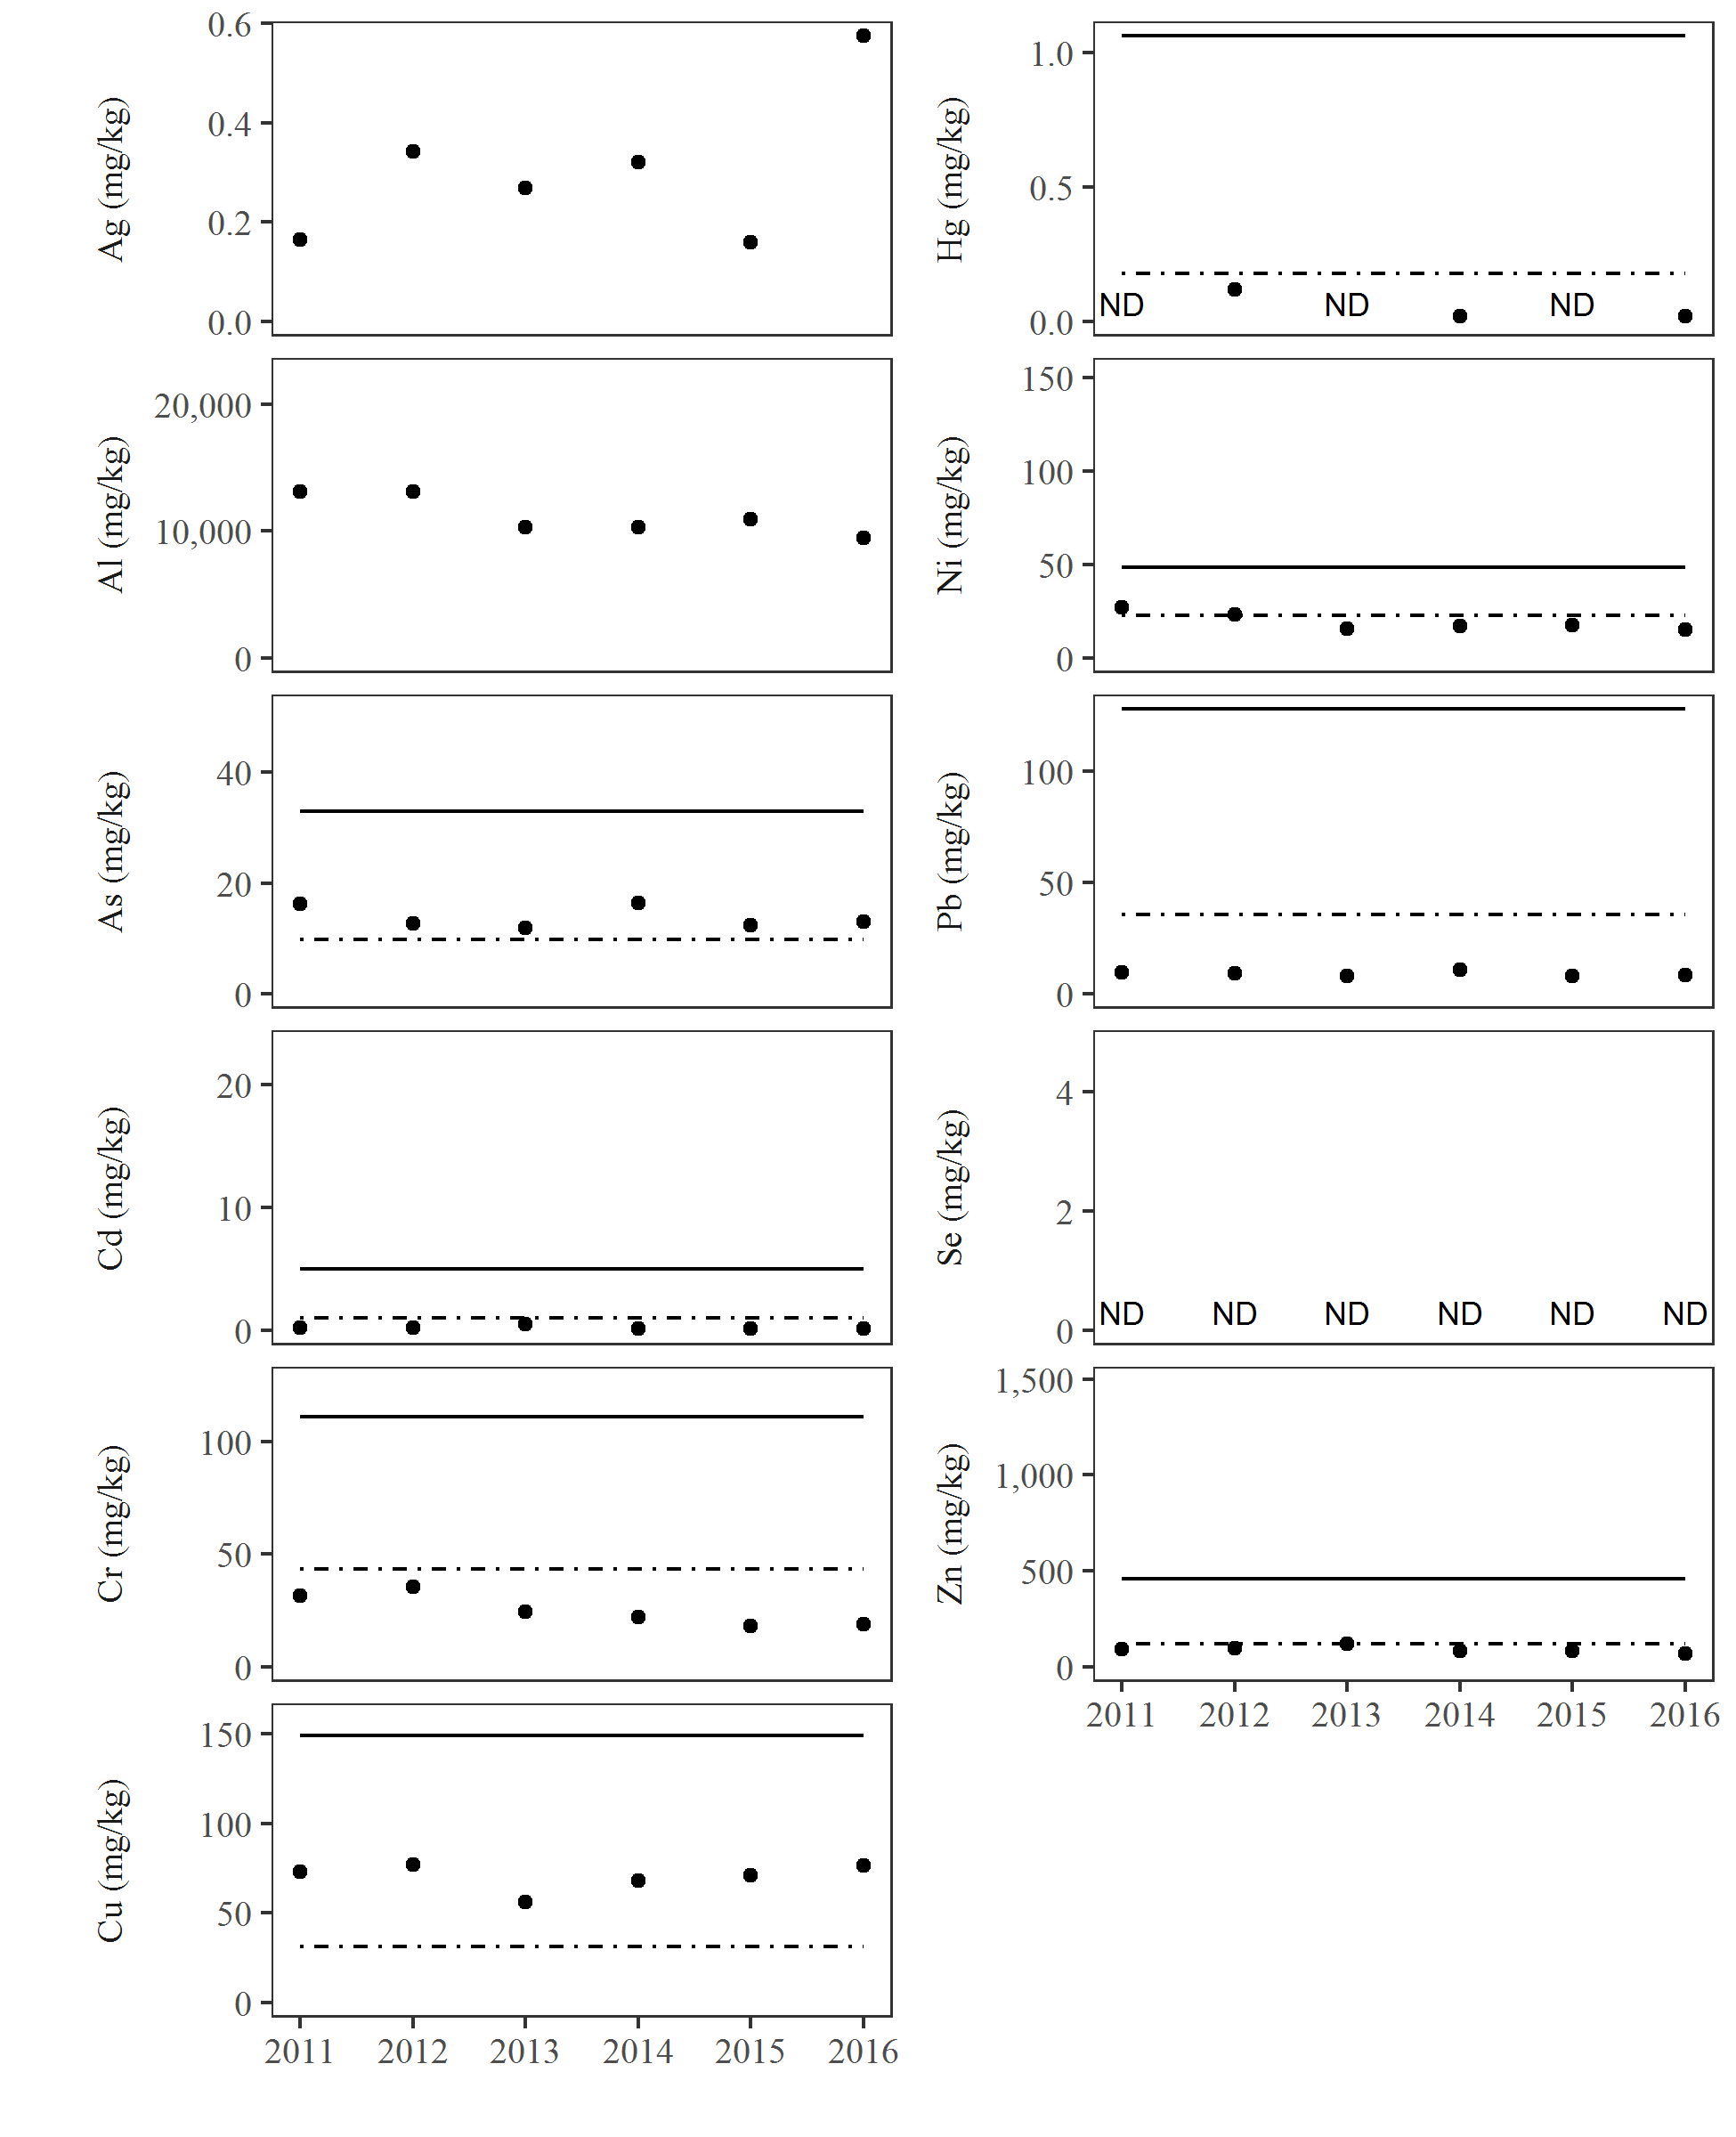 Ag (mg/kg)
0.6
0.4
0.2
0.0
Al (mg/kg)
20,000
10,000
0
As (mg/kg)
40
20
0
Cd (mg/kg)
20
10
0
Cr (mg/kg)
100
50
0
Cu (mg/kg)
150
100
50
0
2011 2012 2013 2014 2015 2016
Hg (mg/kg)
1.0
0.5
0.0
ND ND ND
Ni (mg/kg)
150
100
50
0
Pb (mg/kg)
100
50
0
Se (mg/kg)
4
2
0
ND ND ND ND ND ND
Zn (mg/kg)
1,500
1,000
500
0
2011 2012 2013 2014 2015 2016